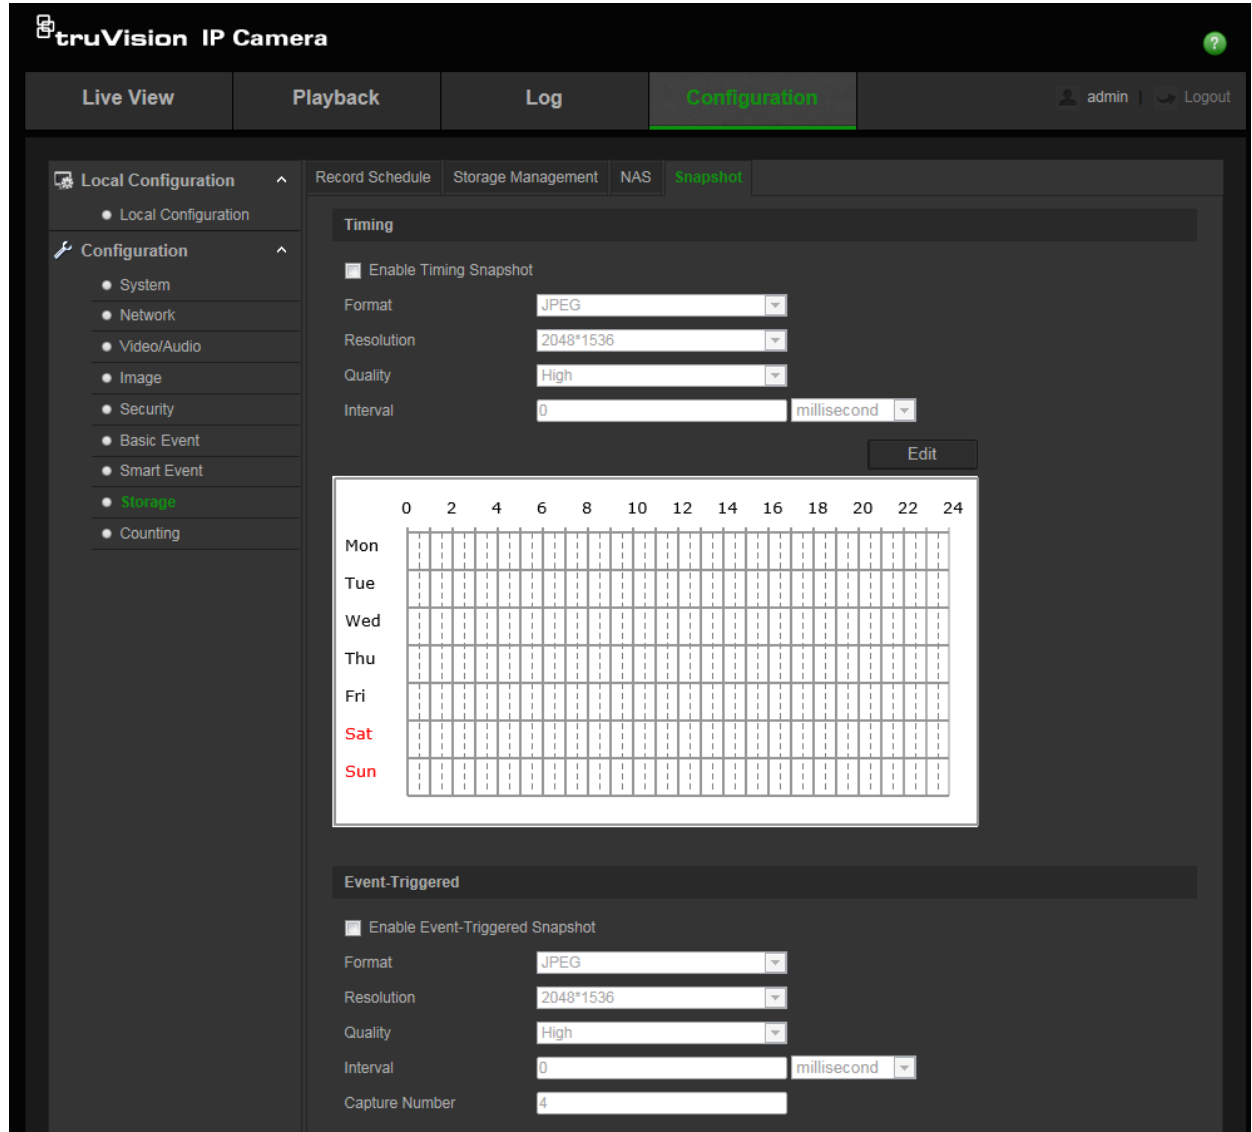 truVision IP Camera
?
Live View Playback Log Configuration admin | Logout
Local Configuration
Local Configuration
Configuration
System
Network
Video/Audio
Image
Security
Basic Event
Smart Event
Storage
Counting
Record Schedule Storage Management NAS Snapshot
Timing
Enable Timing Snapshot
Format JPEG
Resolution 2048*1536
Quality High
Interval 0 millisecond
Edit
0 2 4 6 8 10 12 14 16 18 20 22 24
Mon
Tue
Wed
Thu
Fri
Sat
Sun
Event-Triggered
Enable Event-Triggered Snapshot
Format JPEG
Resolution 2048*1536
Quality High
Interval 0 millisecond
Capture Number 4